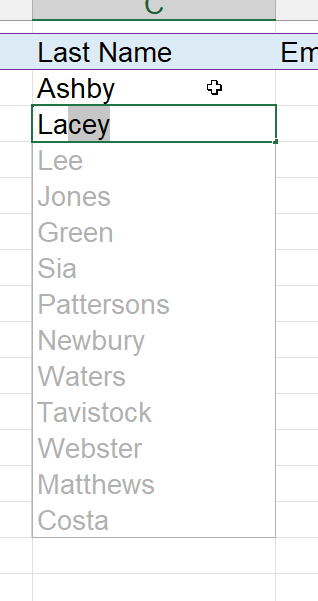 C
Last Name Em
Ashby
Lacey
Lee
Jones
Green
Sia
Pattersons
Newbury
Waters
Tavistock
Webster
Matthews
Costa